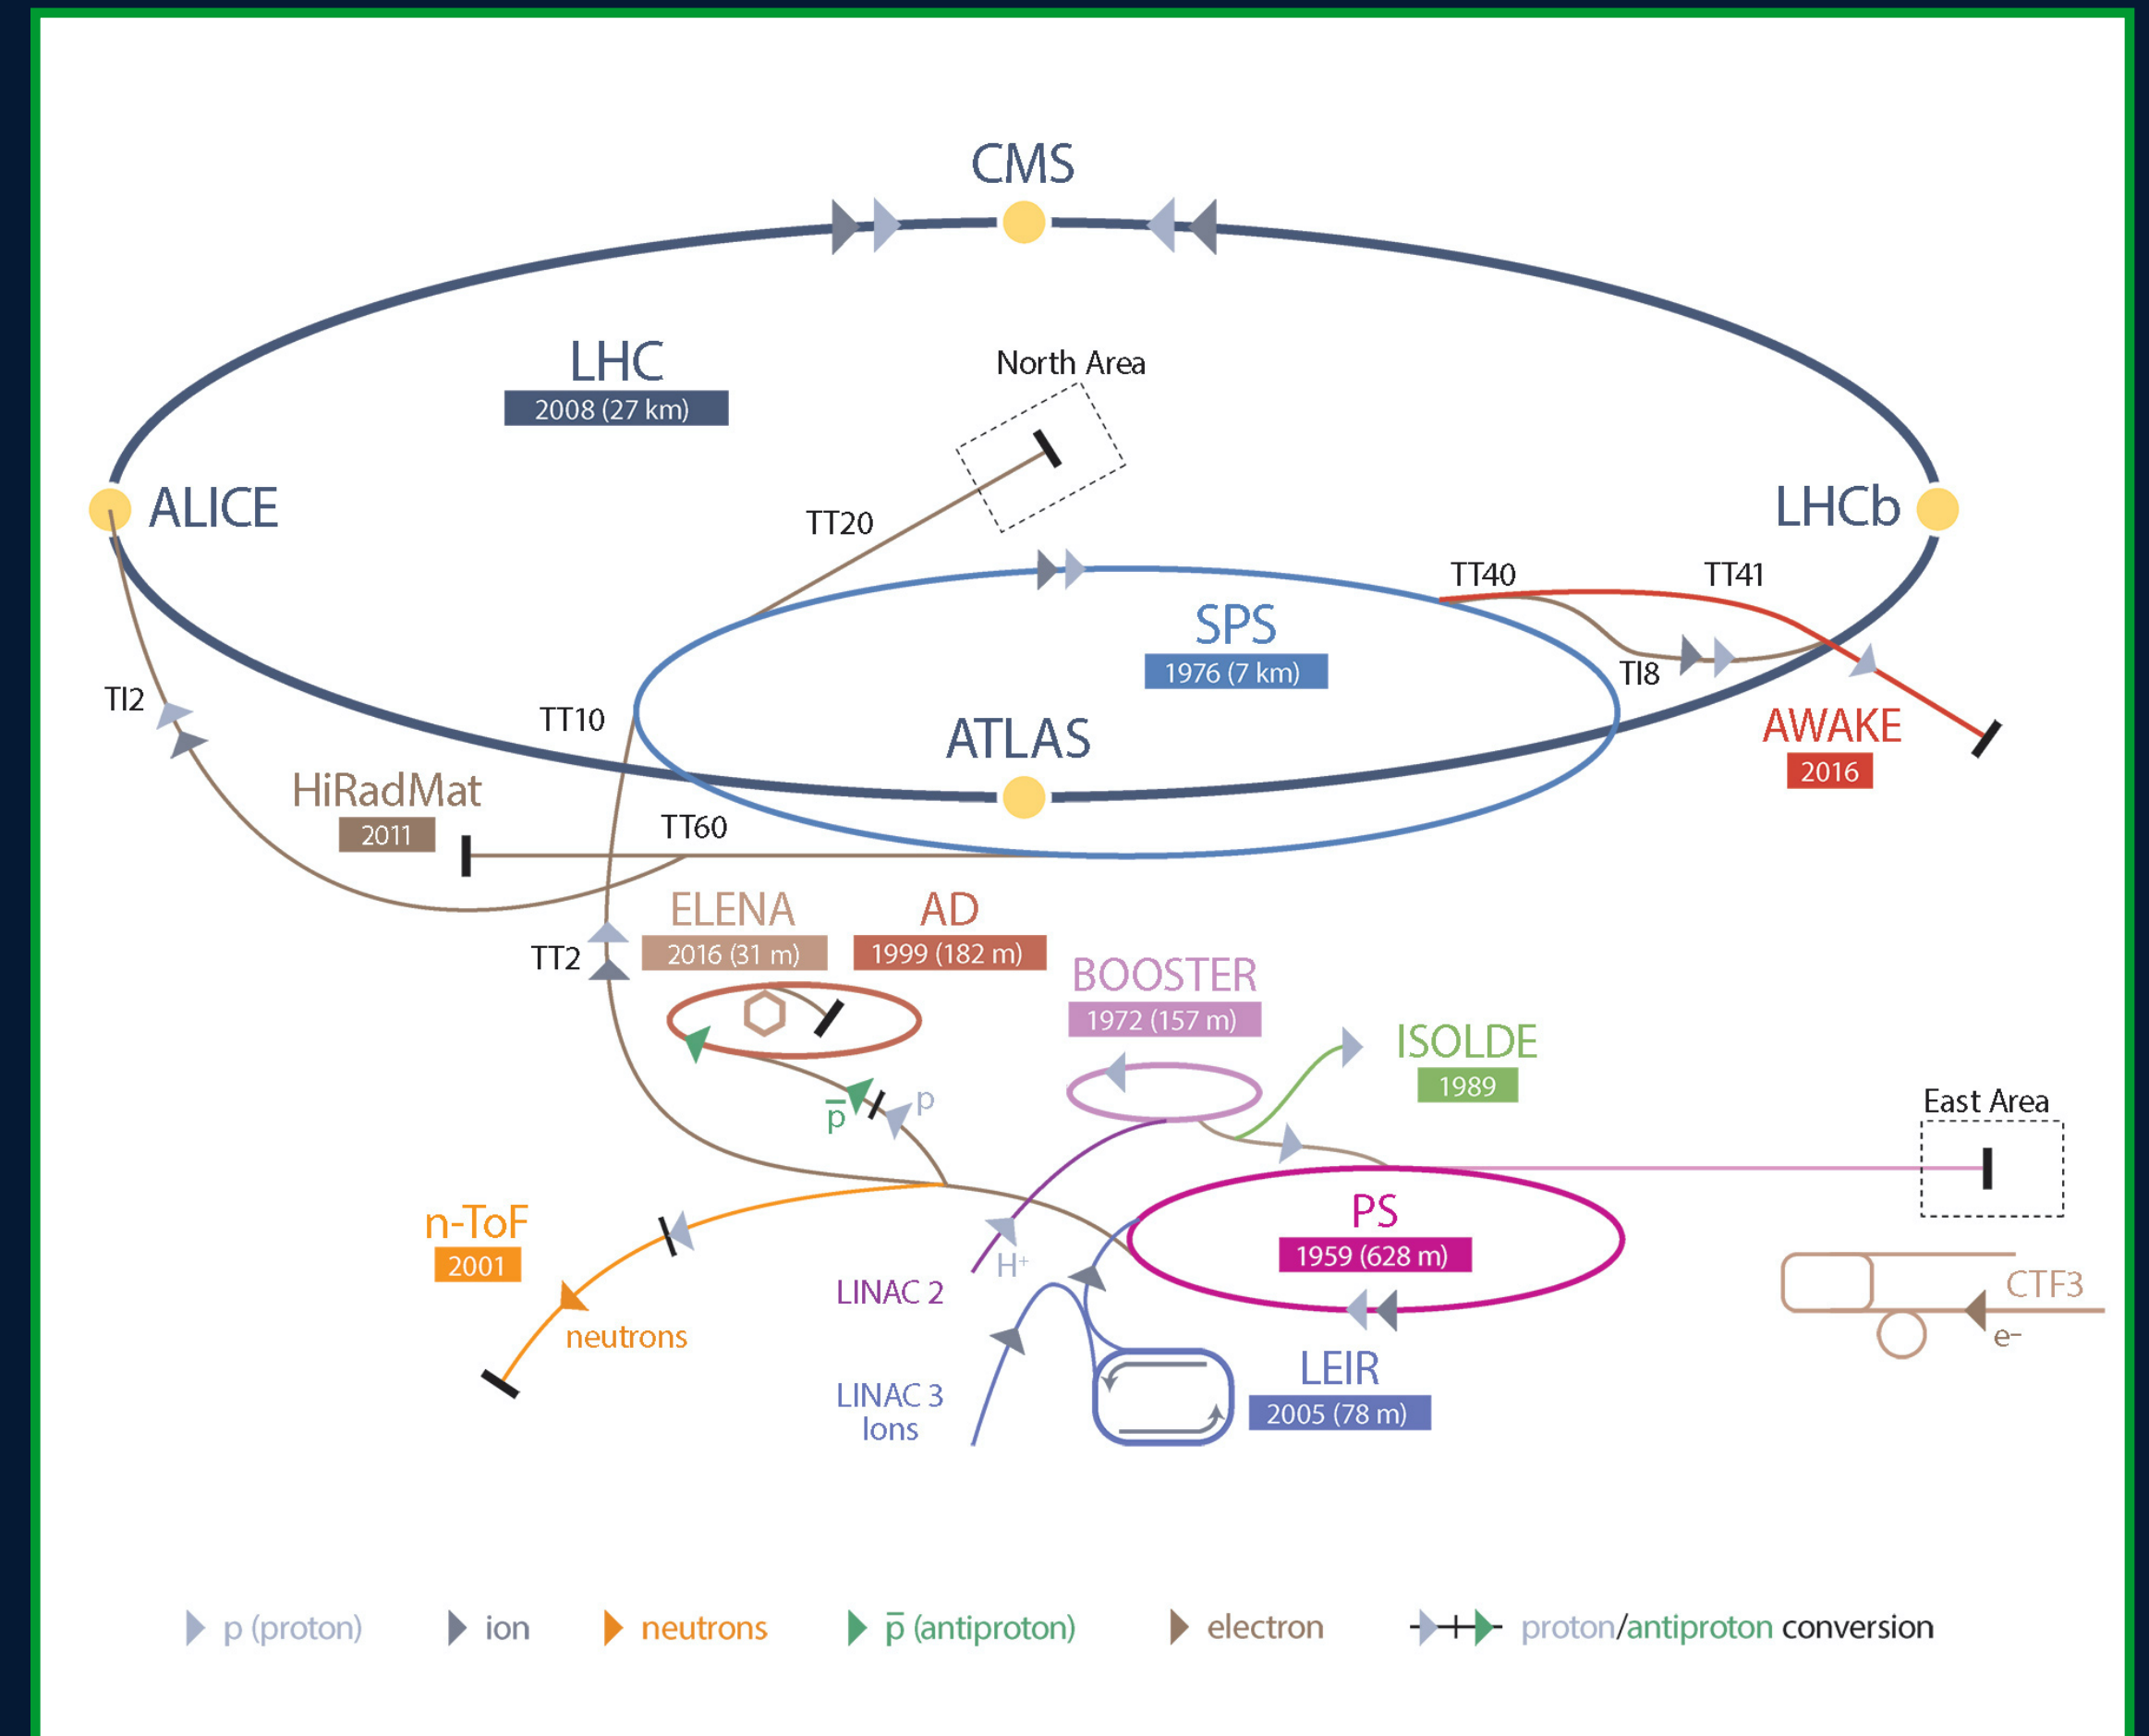 CMS
LHC
2008 (27 km)
North Area
ALICE
LHCb
TT20
TT40
TT41
SPS
1976 (7 km)
TI8
TI2
TT10
ATLAS
AWAKE
2016
HiRadMat
2011
TT60
ELENA
2016 (31 m)
AD
1999 (182 m)
TT2
BOOSTER
1972 (157 m)
ISOLDE
1989
East Area
p
p̅
PS
1959 (628 m)
n-ToF
2001
H⁺
LINAC 2
neutrons
CTF3
e⁻
LEIR
2005 (78 m)
LINAC 3
Ions
p (proton)
ion
neutrons
p̅ (antiproton)
electron
proton/antiproton conversion